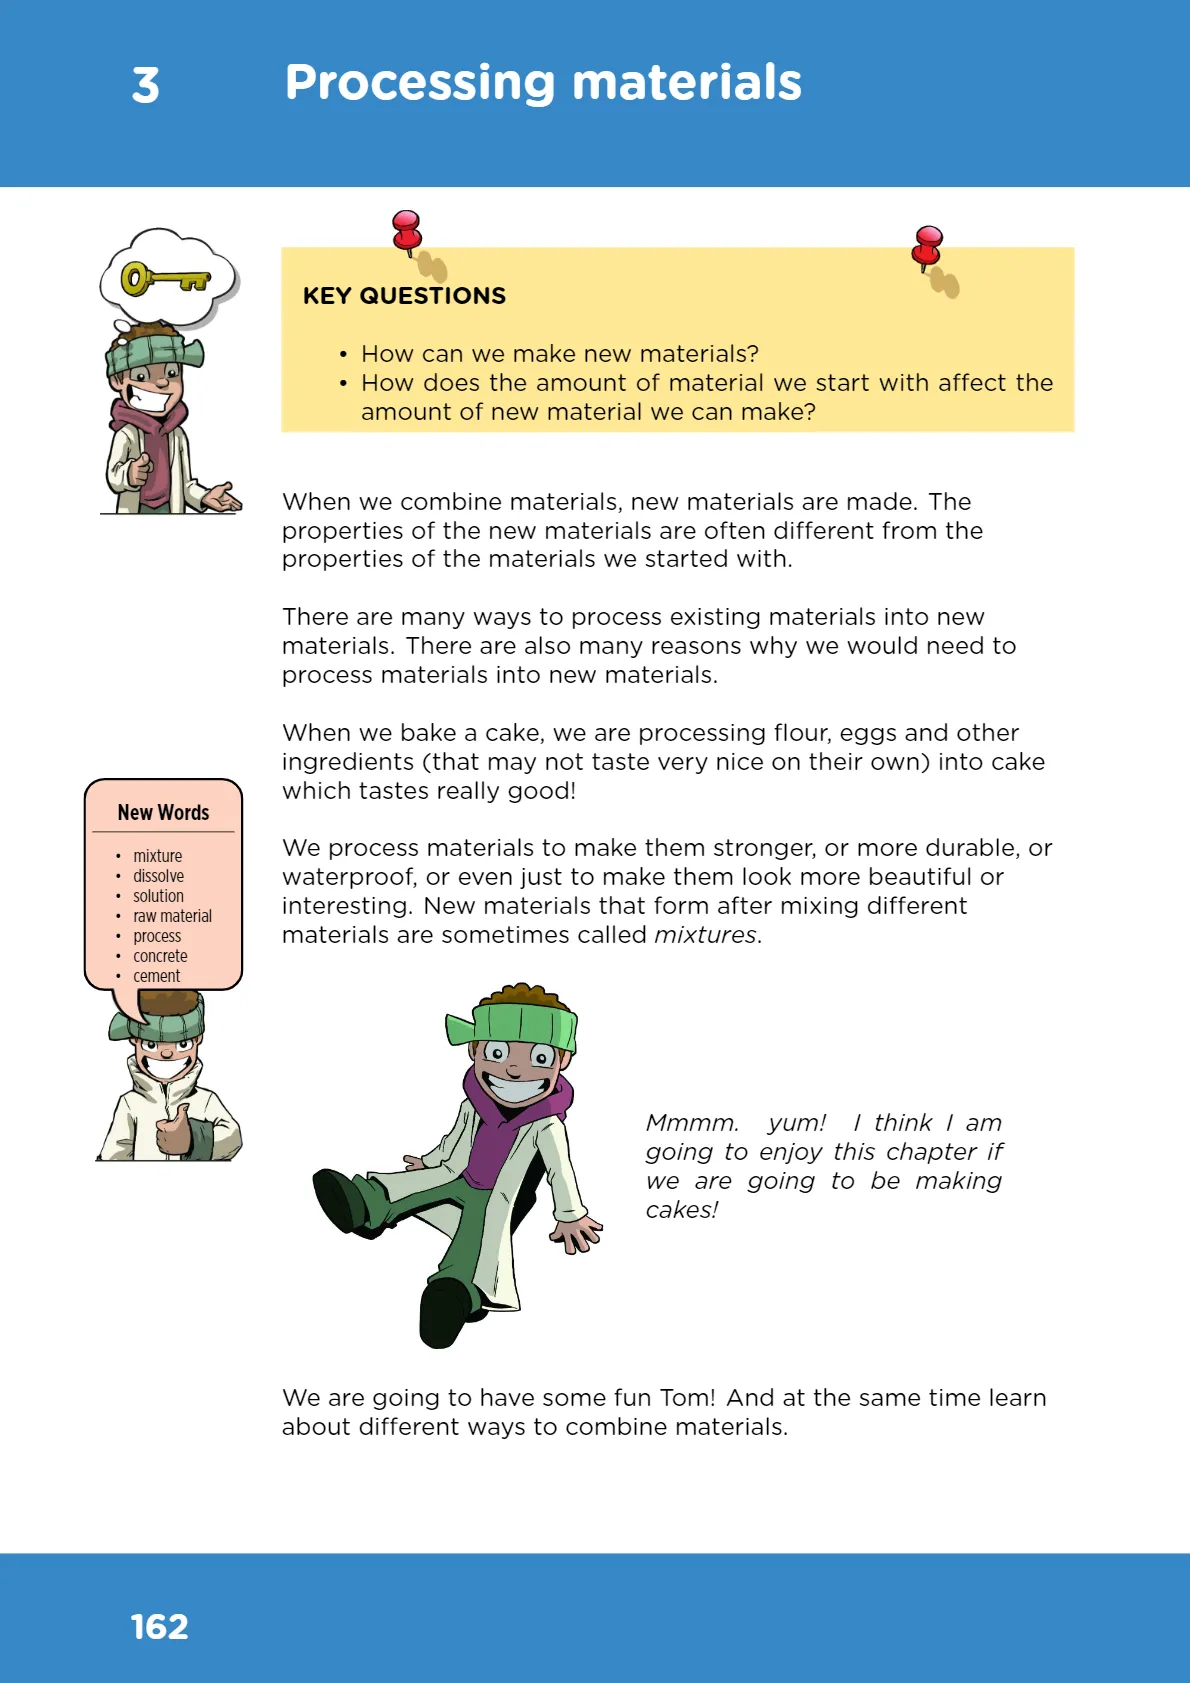 3 Processing materials
KEY QUESTIONS
• How can we make new materials?
• How does the amount of material we start with affect the
amount of new material we can make?
When we combine materials, new materials are made. The
properties of the new materials are often different from the
properties of the materials we started with.
There are many ways to process existing materials into new
materials. There are also many reasons why we would need to
process materials into new materials.
When we bake a cake, we are processing flour, eggs and other
ingredients (that may not taste very nice on their own) into cake
which tastes really good!
New Words
• mixture
• dissolve
• solution
• raw material
• process
• concrete
• cement
We process materials to make them stronger, or more durable, or
waterproof, or even just to make them look more beautiful or
interesting. New materials that form after mixing different
materials are sometimes called mixtures.
Mmmm. yum! I think I am
going to enjoy this chapter if
we are going to be making
cakes!
We are going to have some fun Tom! And at the same time learn
about different ways to combine materials.
162